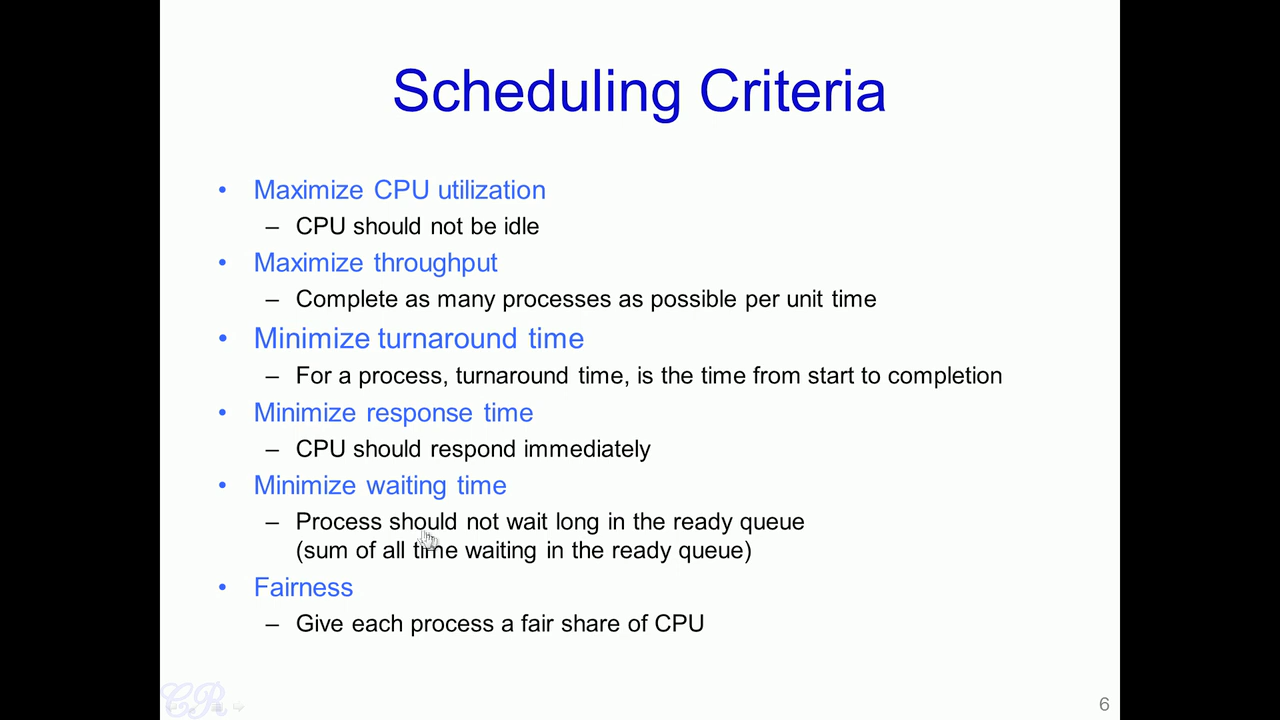 Scheduling Criteria
• Maximize CPU utilization
– CPU should not be idle
• Maximize throughput
– Complete as many processes as possible per unit time
• Minimize turnaround time
– For a process, turnaround time, is the time from start to completion
• Minimize response time
– CPU should respond immediately
• Minimize waiting time
– Process should not wait long in the ready queue
(sum of all time waiting in the ready queue)
• Fairness
– Give each process a fair share of CPU
CR
6